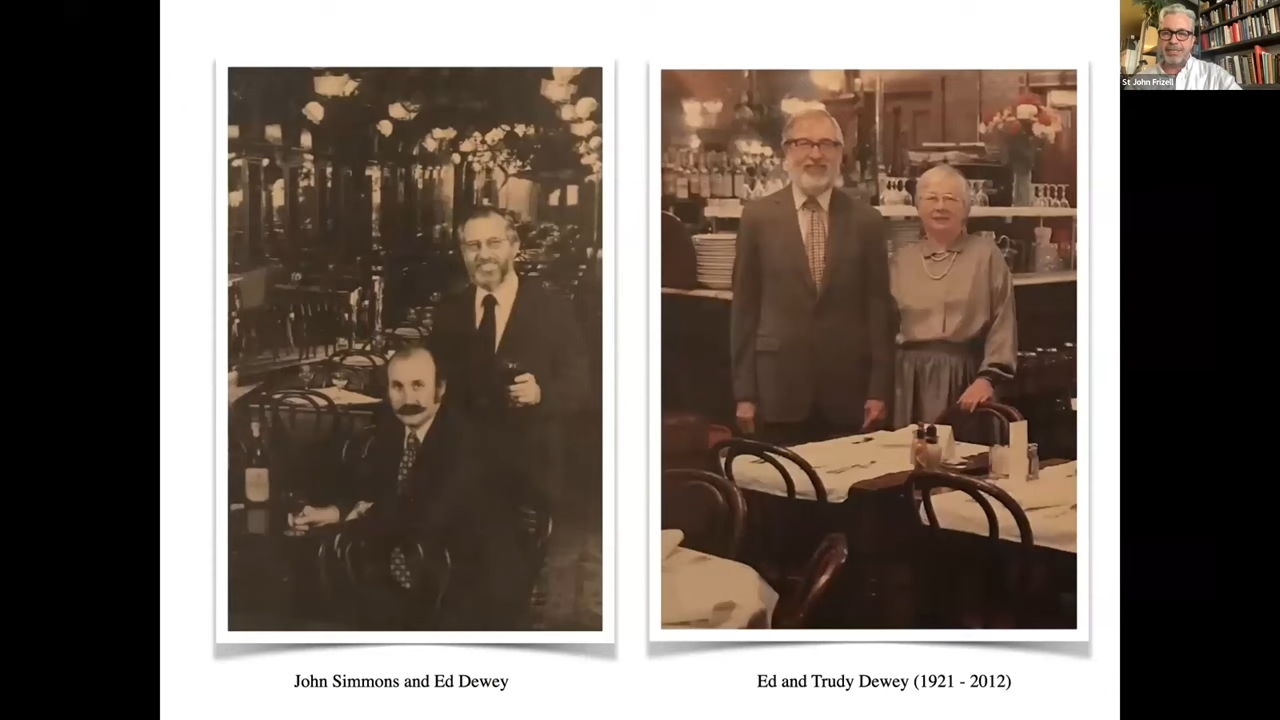 St John Frizell
John Simmons and Ed Dewey
Ed and Trudy Dewey (1921 - 2012)